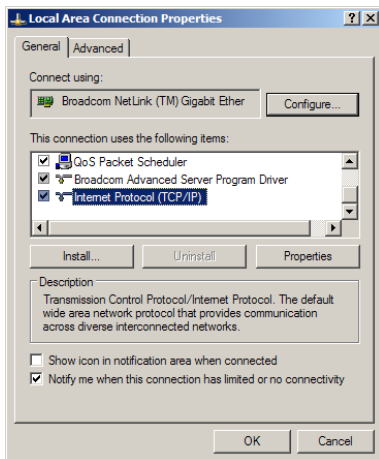 Local Area Connection Properties
General
Advanced
Connect using:
Broadcom NetLink (TM) Gigabit Ether
Configure...
This connection uses the following items:
QoS Packet Scheduler
Broadcom Advanced Server Program Driver
Internet Protocol (TCP/IP)
Install...
Uninstall
Properties
Description
Transmission Control Protocol/Internet Protocol. The default
wide area network protocol that provides communication
across diverse interconnected networks.
Show icon in notification area when connected
Notify me when this connection has limited or no connectivity
OK
Cancel